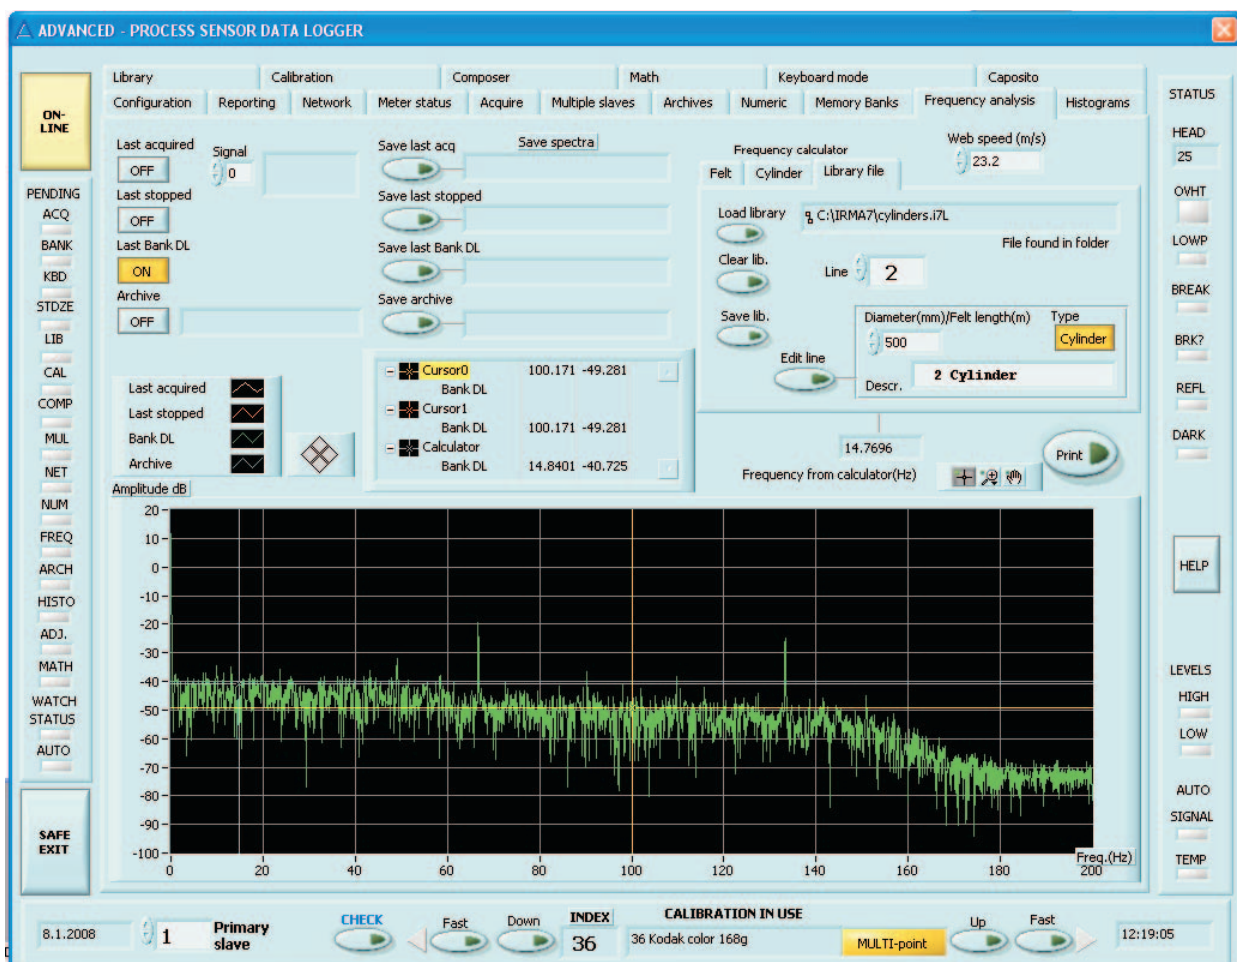 ADVANCED - PROCESS SENSOR DATA LOGGER
ON-
LINE
PENDING
ACQ
BANK
KBD
STDZE
LIB
CAL
COMP
MUL
NET
NUM
FREQ
ARCH
HISTO
ADJ.
MATH
WATCH
STATUS
AUTO
SAFE
EXIT
Library Calibration Composer Math Keyboard mode Caposito
Configuration Reporting Network Meter status Acquire Multiple slaves Archives Numeric Memory Banks Frequency analysis Histograms
Last acquired
OFF
Signal
0
Last stopped
OFF
Last Bank DL
ON
Archive
OFF
Save last acq
Save spectra
Save last stopped
Save last Bank DL
Save archive
Frequency calculator
Web speed (m/s)
23.2
Felt Cylinder Library file
Load library
C:\IRMA7\cylinders.i7L
File found in folder
Clear lib.
Line 2
Save lib.
Diameter(mm)/Felt length(m) Type
500 Cylinder
Edit line
Descr. 2 Cylinder
14.7696
Frequency from calculator(Hz)
Print
Last acquired
Last stopped
Bank DL
Archive
Cursor0 100.171 -49.281
Bank DL
Cursor1
Bank DL 100.171 -49.281
Calculator
Bank DL 14.8401 -40.725
Amplitude dB
20
0
-10
-20
-30
-40
-50
-60
-70
-80
-90
-100
0 20 40 60 80 100 120 140 160 180 200
Freq.(Hz)
STATUS
HEAD
25
OVHT
LOWP
BREAK
BRK?
REFL
DARK
HELP
LEVELS
HIGH
LOW
AUTO
SIGNAL
TEMP
8.1.2008
1
Primary
slave
CHECK
Fast
Down
INDEX
36
CALIBRATION IN USE
36 Kodak color 168g
MULTI-point
Up
Fast
12:19:05